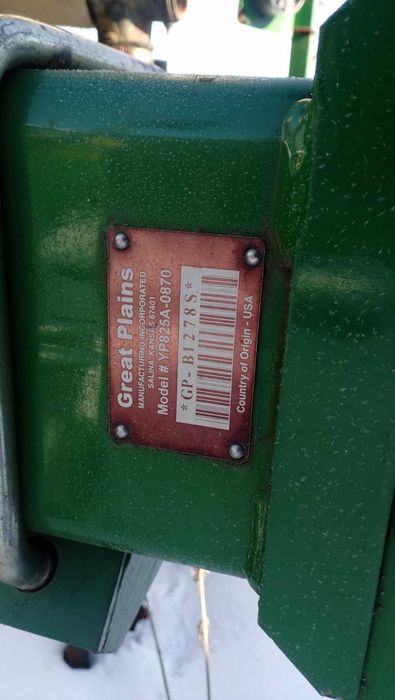 Great Plains
MANUFACTURING INCORPORATED
SALINA, KANSAS 67401
Model # YP825A-0870
*GP-B1278S*
Country of Origin - USA